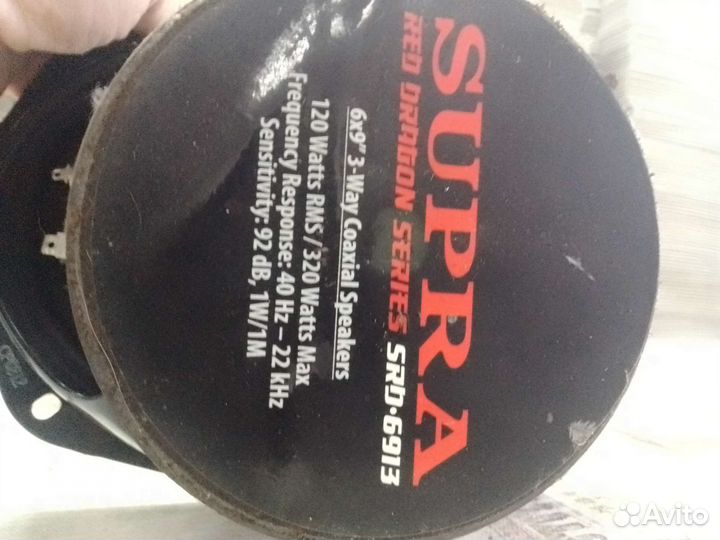 SUPRA
RED DRAGON SERIES SRD-6913
6x9" 3-Way Coaxial Speakers
120 Watts RMS / 320 Watts Max
Frequency Response: 40 Hz – 22 kHz
Sensitivity: 92 dB, 1W/1M
Avito